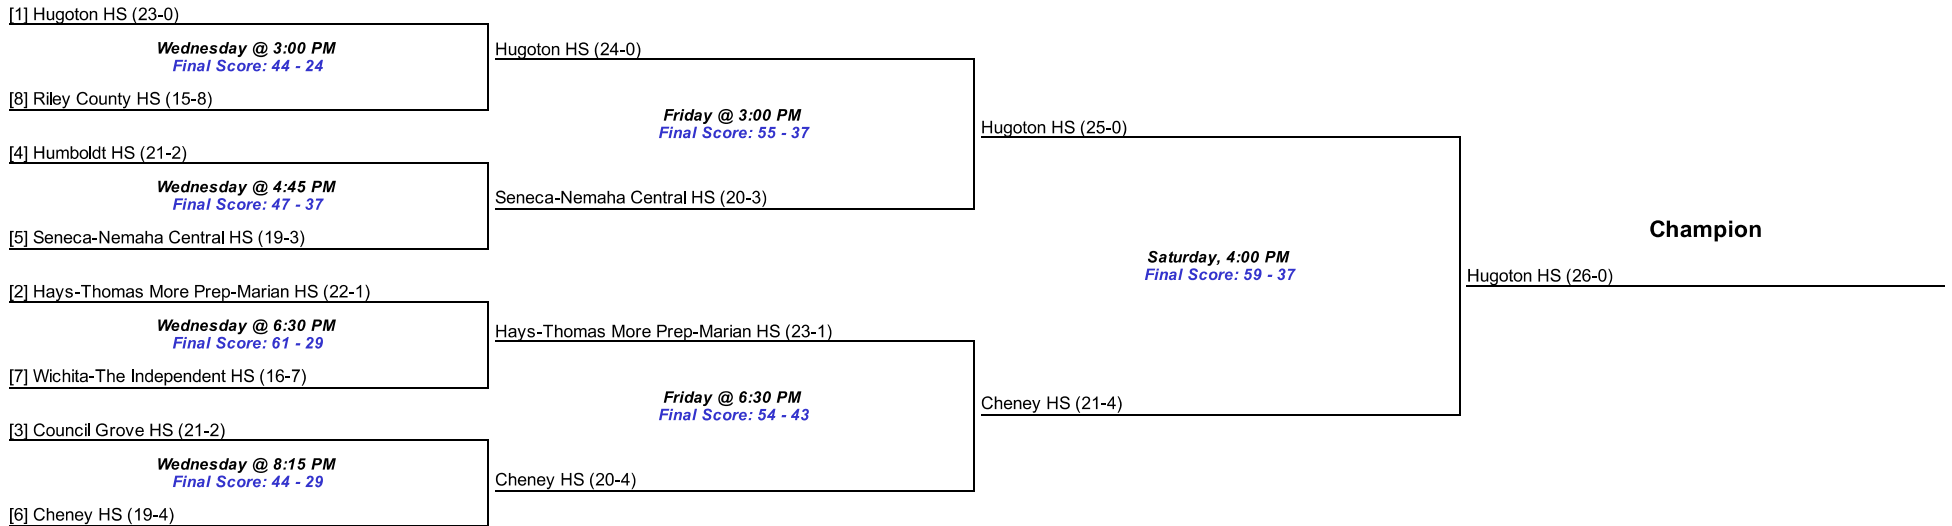 [1] Hugoton HS (23-0)
Wednesday @ 3:00 PM
Final Score: 44 - 24
[8] Riley County HS (15-8)
[4] Humboldt HS (21-2)
Wednesday @ 4:45 PM
Final Score: 47 - 37
[5] Seneca-Nemaha Central HS (19-3)
[2] Hays-Thomas More Prep-Marian HS (22-1)
Wednesday @ 6:30 PM
Final Score: 61 - 29
[7] Wichita-The Independent HS (16-7)
[3] Council Grove HS (21-2)
Wednesday @ 8:15 PM
Final Score: 44 - 29
[6] Cheney HS (19-4)
Hugoton HS (24-0)
Friday @ 3:00 PM
Final Score: 55 - 37
Seneca-Nemaha Central HS (20-3)
Hays-Thomas More Prep-Marian HS (23-1)
Friday @ 6:30 PM
Final Score: 54 - 43
Cheney HS (20-4)
Hugoton HS (25-0)
Saturday, 4:00 PM
Final Score: 59 - 37
Cheney HS (21-4)
Champion
Hugoton HS (26-0)